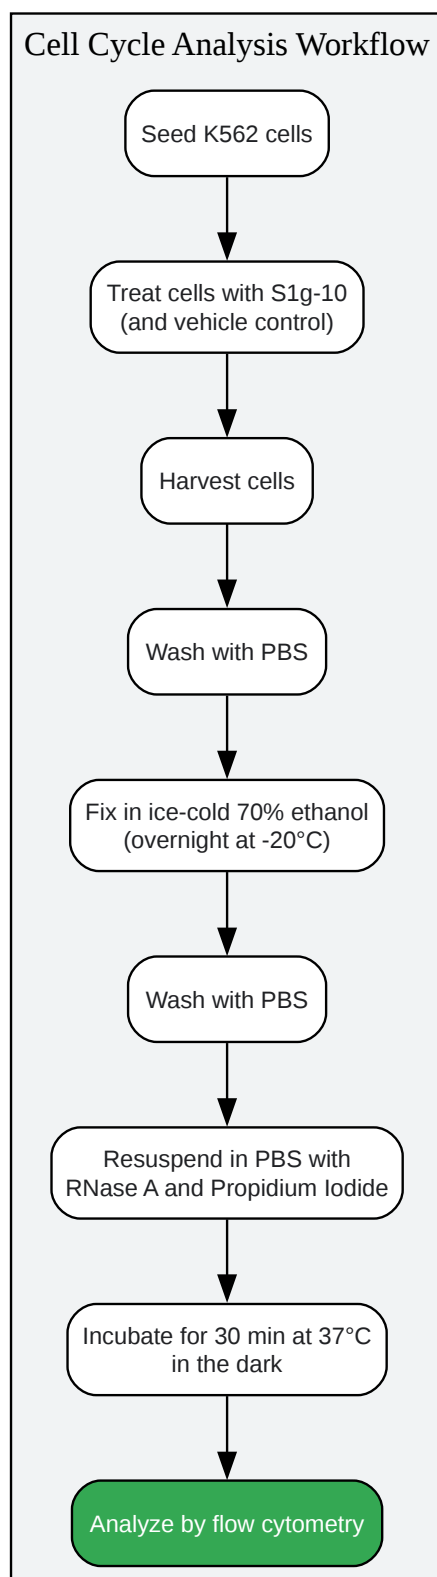 Cell Cycle Analysis Workflow
Seed K562 cells
Treat cells with S1g-10
(and vehicle control)
Harvest cells
Wash with PBS
Fix in ice-cold 70% ethanol
(overnight at -20°C)
Wash with PBS
Resuspend in PBS with
RNase A and Propidium Iodide
Incubate for 30 min at 37°C
in the dark
Analyze by flow cytometry